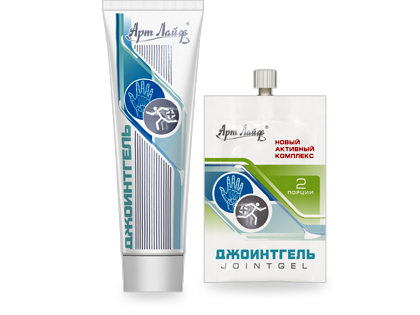 Арт Лайф
ДЖОИНТГЕЛЬ
Арт Лайф
НОВЫЙ
АКТИВНЫЙ
КОМПЛЕКС
2
ПОРЦИИ
ДЖОИНТГЕЛЬ
JOINTGEL